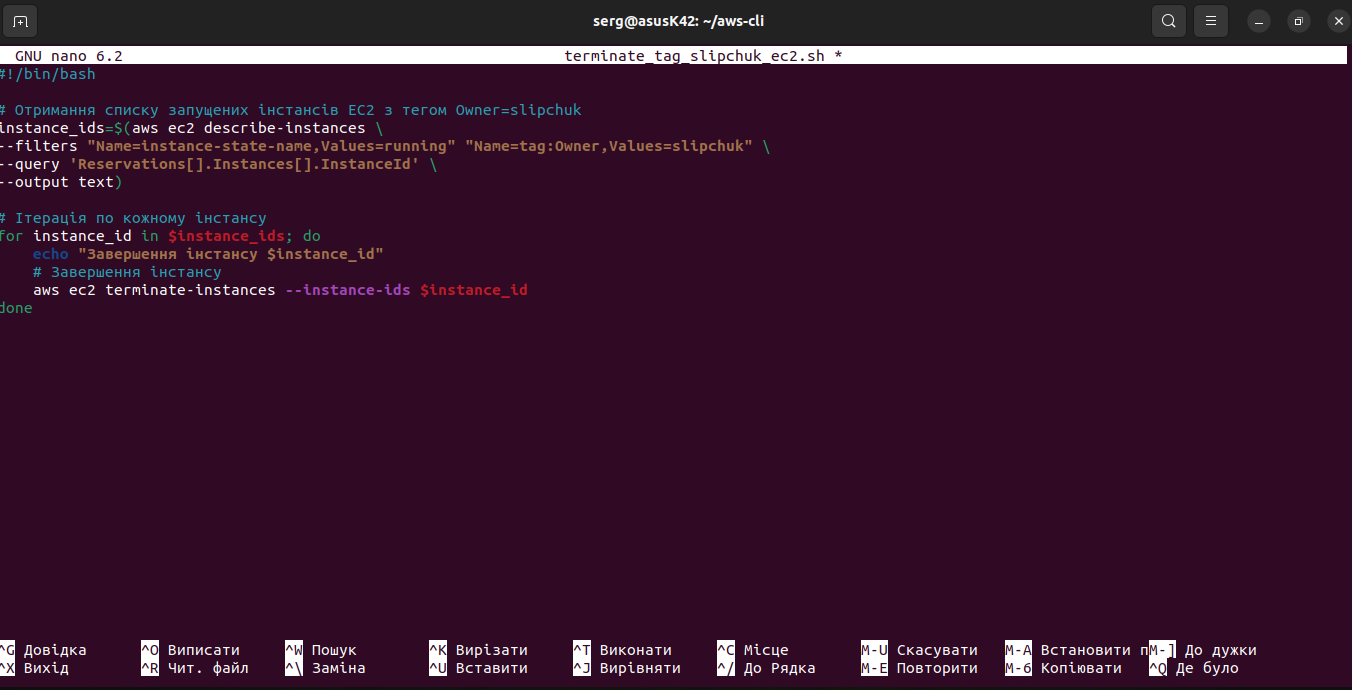 serg@asusK42: ~/aws-cli
GNU nano 6.2 terminate_tag_slipchuk_ec2.sh *
#!/bin/bash
# Отримання списку запущених інстансів EC2 з тегом Owner=slipchuk
instance_ids=$(aws ec2 describe-instances \
--filters "Name=instance-state-name,Values=running" "Name=tag:Owner,Values=slipchuk" \
--query 'Reservations[].Instances[].InstanceId' \
--output text)
# Ітерація по кожному інстансу
for instance_id in $instance_ids; do
echo "Завершення інстансу $instance_id"
# Завершення інстансу
aws ec2 terminate-instances --instance-ids $instance_id
done
^G Довідка ^O Виписати ^W Пошук ^K Вирізати ^T Виконати ^C Місце M-U Скасувати M-A Встановити пM-] До дужки
^X Вихід ^R Чит. файл ^\ Заміна ^U Вставити ^J Вирівняти ^/ До Рядка M-E Повторити M-6 Копіювати ^Q Де було